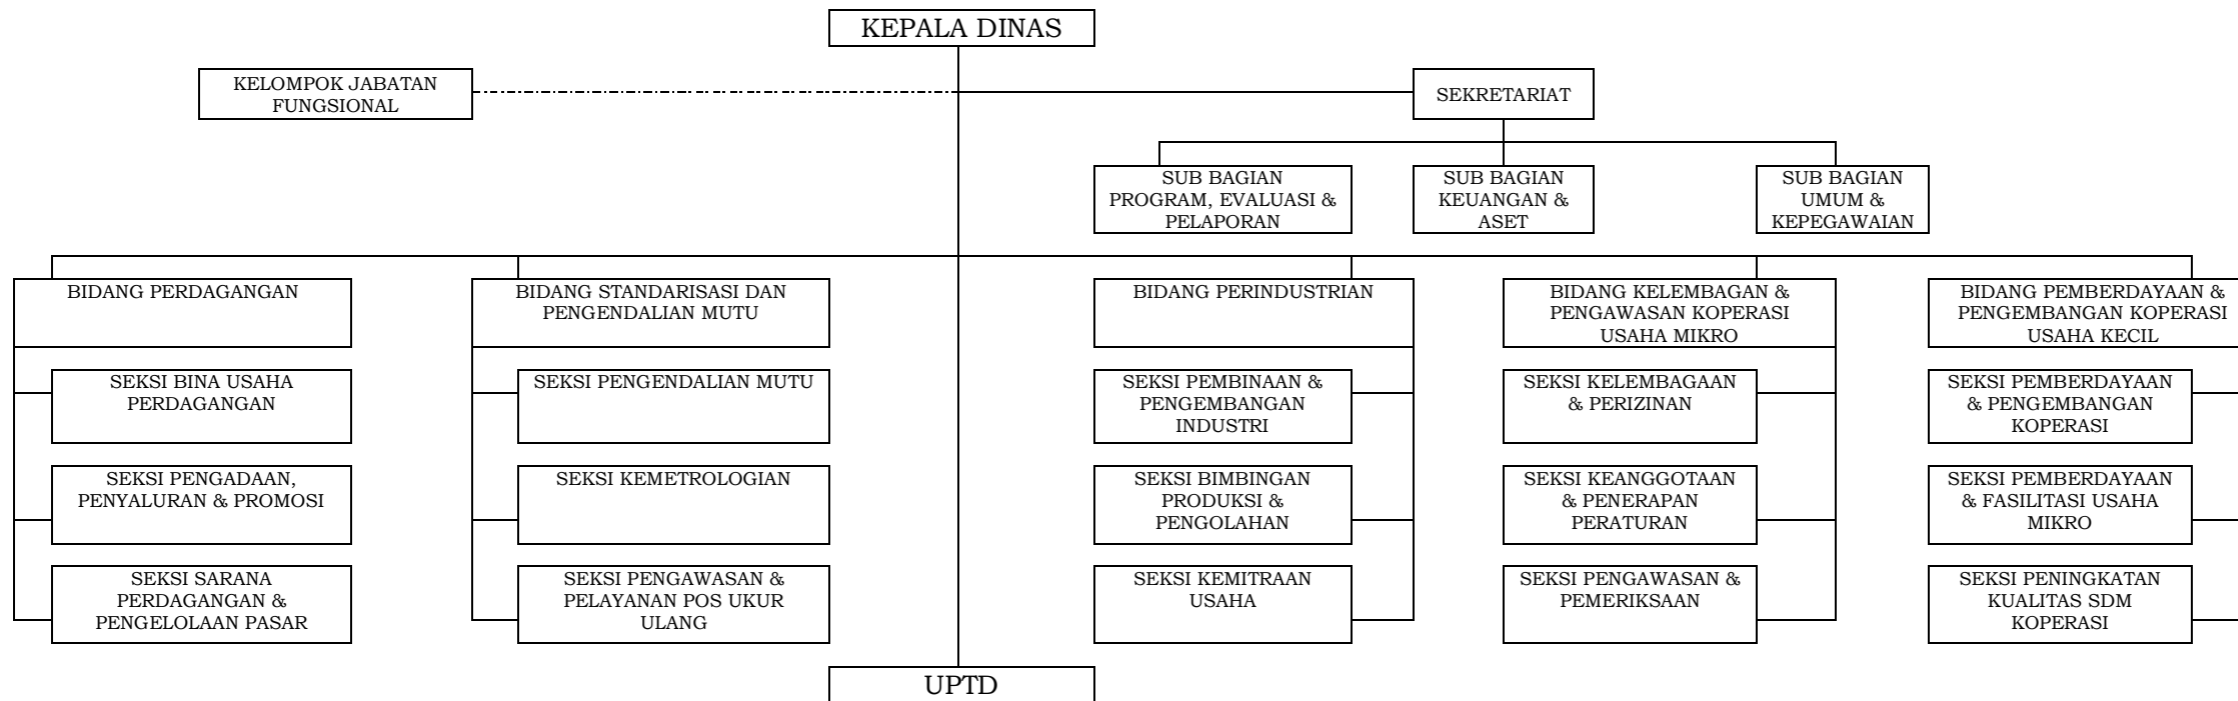 KEPALA DINAS
KELOMPOK JABATAN
FUNGSIONAL
SEKRETARIAT
SUB BAGIAN
PROGRAM, EVALUASI &
PELAPORAN
SUB BAGIAN
KEUANGAN &
ASET
SUB BAGIAN
UMUM &
KEPEGAWAIAN
BIDANG PERDAGANGAN
BIDANG STANDARISASI DAN
PENGENDALIAN MUTU
BIDANG PERINDUSTRIAN
BIDANG KELEMBAGAN &
PENGAWASAN KOPERASI
USAHA MIKRO
BIDANG PEMBERDAYAAN &
PENGEMBANGAN KOPERASI
USAHA KECIL
SEKSI BINA USAHA
PERDAGANGAN
SEKSI PENGENDALIAN MUTU
SEKSI PEMBINAAN &
PENGEMBANGAN
INDUSTRI
SEKSI KELEMBAGAAN
& PERIZINAN
SEKSI PEMBERDAYAAN
& PENGEMBANGAN
KOPERASI
SEKSI PENGADAAN,
PENYALURAN & PROMOSI
SEKSI KEMETROLOGIAN
SEKSI BIMBINGAN
PRODUKSI &
PENGOLAHAN
SEKSI KEANGGOTAAN
& PENERAPAN
PERATURAN
SEKSI PEMBERDAYAAN
& FASILITASI USAHA
MIKRO
SEKSI SARANA
PERDAGANGAN &
PENGELOLAAN PASAR
SEKSI PENGAWASAN &
PELAYANAN POS UKUR
ULANG
SEKSI KEMITRAAN
USAHA
SEKSI PENGAWASAN &
PEMERIKSAAN
SEKSI PENINGKATAN
KUALITAS SDM
KOPERASI
UPTD